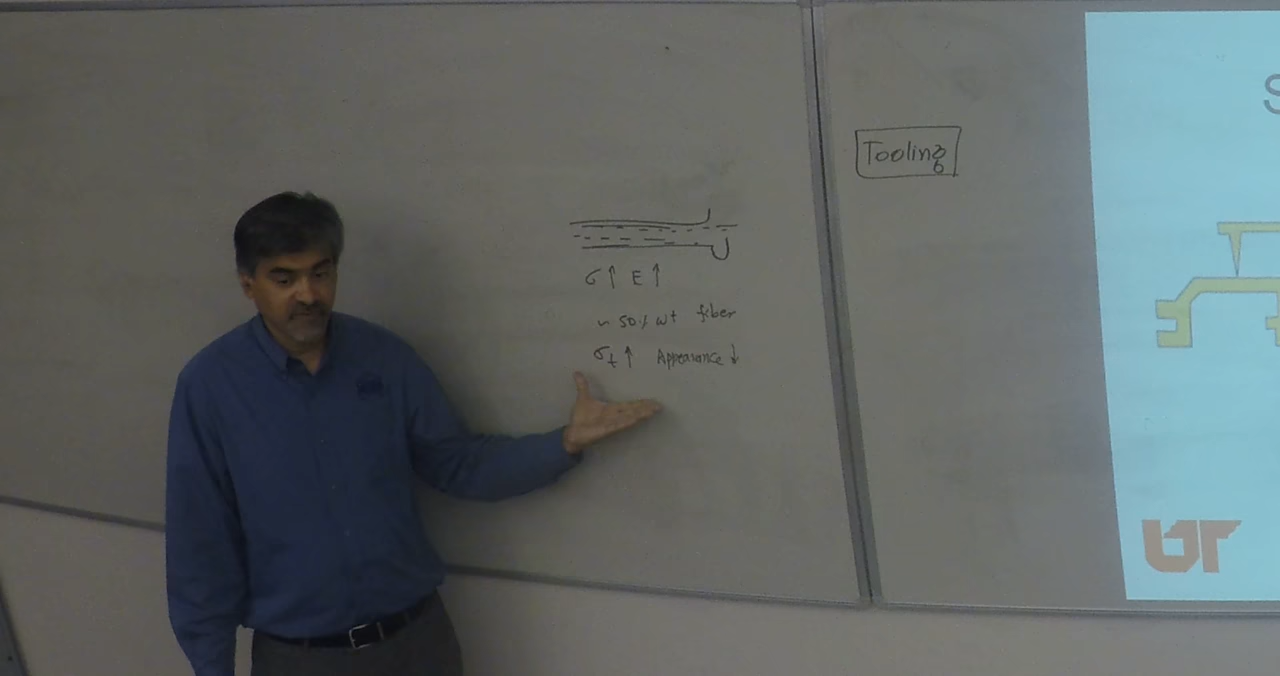 Tooling
σ ↑ E ↑
~ 50% wt fiber
σt ↑ Appearance ↓
S
UT